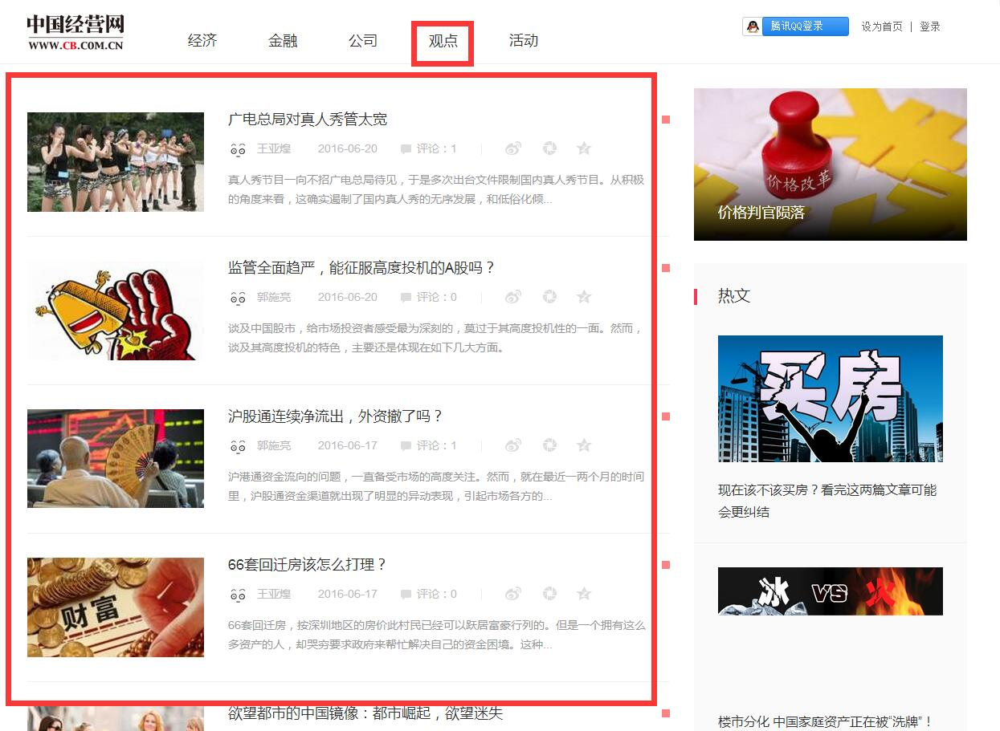 中国经营网
WWW.CB.COM.CN
经济
金融
公司
观点
活动
腾讯QQ登录
设为首页 | 登录
广电总局对真人秀管太宽
王亚煌 2016-06-20 评论：1
真人秀节目一向不招广电总局待见，于是多次出台文件限制国内真人秀节目。从积极
的角度来看，这确实遏制了国内真人秀的无序发展，和低俗化倾...
监管全面趋严，能征服高度投机的A股吗？
郭施亮 2016-06-20 评论：0
谈及中国股市，给市场投资者感受最为深刻的，莫过于其高度投机性的一面。然而，
谈及其高度投机的特色，主要还是体现在如下几大方面。
沪股通连续净流出，外资撤了吗？
郭施亮 2016-06-17 评论：1
沪港通资金流向的问题，一直备受市场的高度关注。然而，就在最近一两个月的时间
里，沪股通资金渠道就出现了明显的异动表现，引起市场各方的...
财富
66套回迁房该怎么打理？
王亚煌 2016-06-17 评论：0
66套回迁房，按深圳地区的房价此村民已经可以跃居富豪行列的。但是一个拥有这么
多资产的人，却哭穷要求政府来帮忙解决自己的资金困境。这种...
欲望都市的中国镜像：都市崛起，欲望迷失
价格改革
价格判官陨落
热文
买房
现在该不该买房？看完这两篇文章可能
会更纠结
冰 VS 火
楼市分化 中国家庭资产正在被“洗牌”！